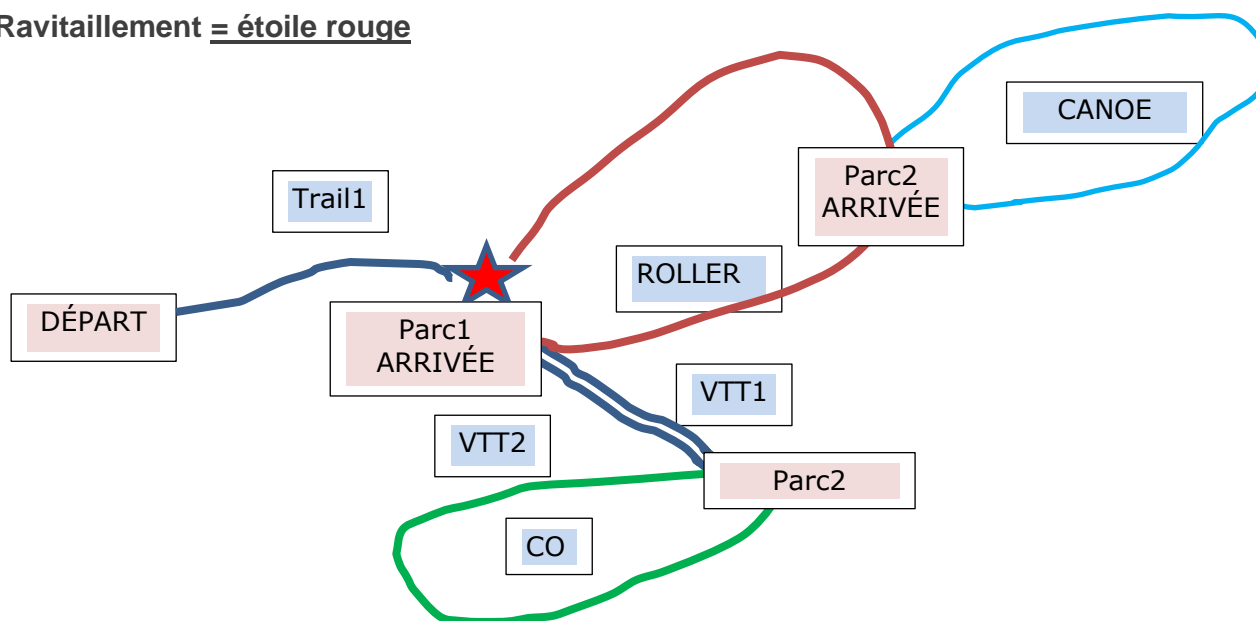 Ravitaillement = étoile rouge
CANOE
Parc2
ARRIVÉE
Trail1
ROLLER
DÉPART
Parc1
ARRIVÉE
VTT1
VTT2
Parc2
CO